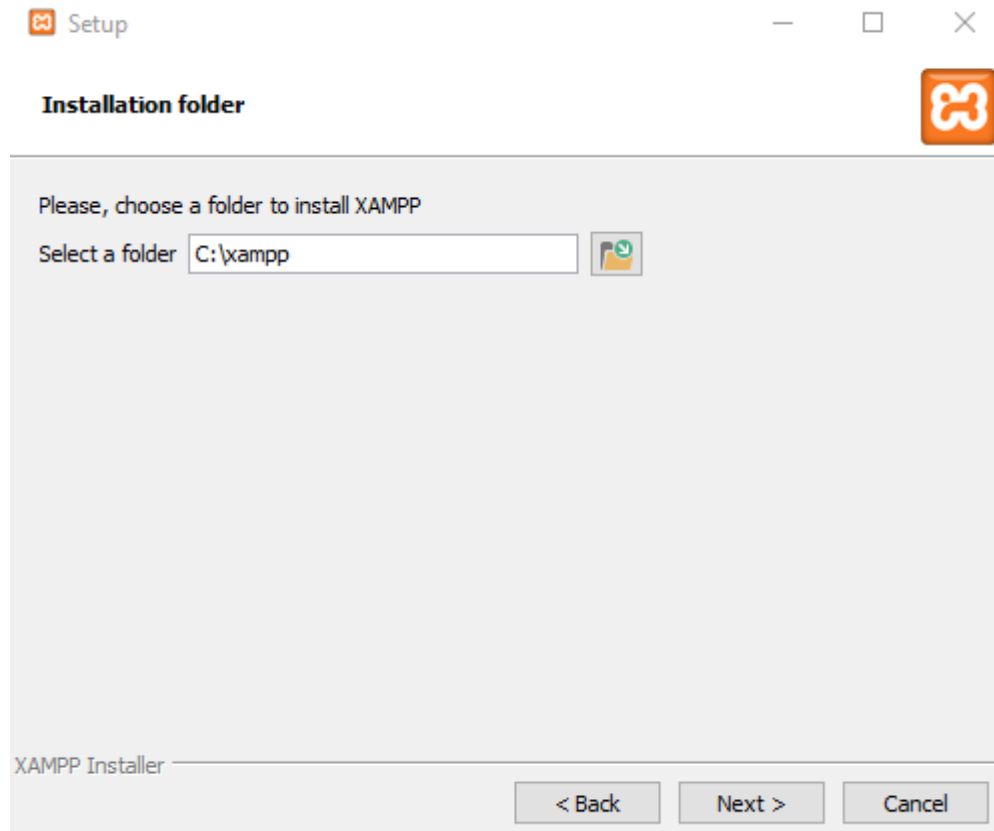 Setup
Installation folder
Please, choose a folder to install XAMPP
Select a folder C:\xampp
XAMPP Installer
< Back Next > Cancel